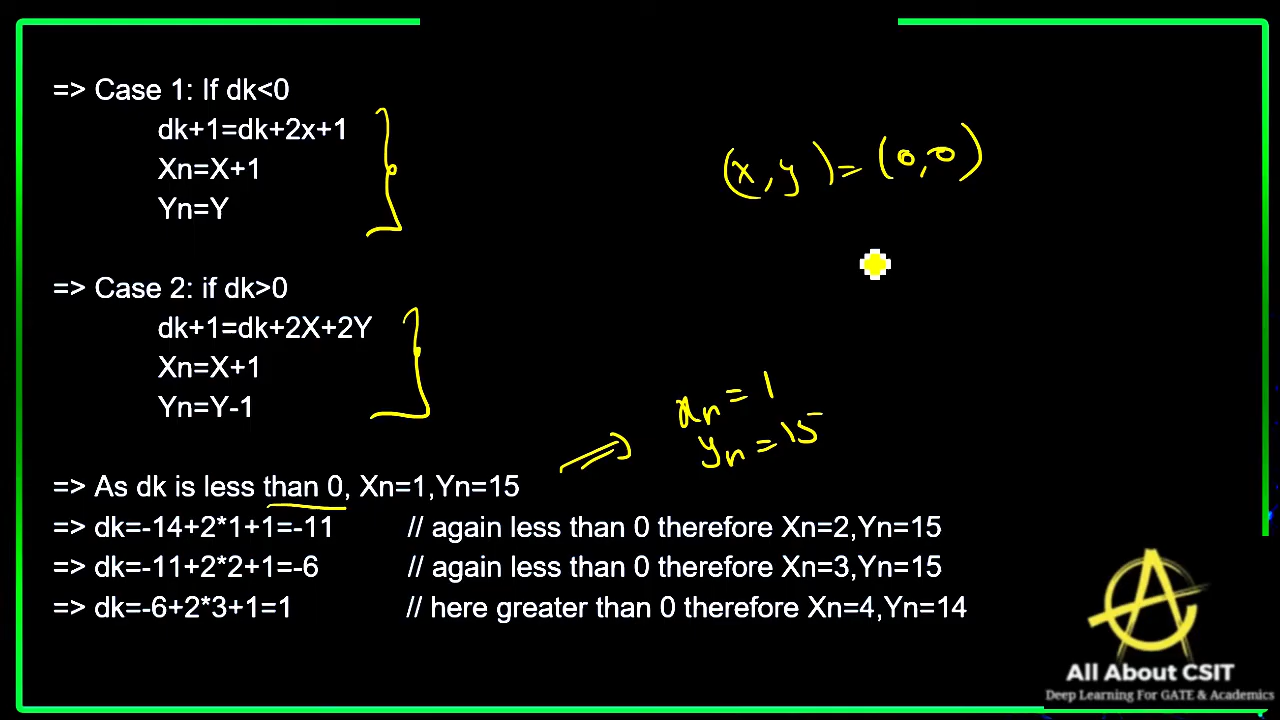 => Case 1: If dk<0
dk+1=dk+2x+1
Xn=X+1
Yn=Y
(x,y)=(0,0)
=> Case 2: if dk>0
dk+1=dk+2X+2Y
Xn=X+1
Yn=Y-1
xn=1
yn=15
=> As dk is less than 0, Xn=1,Yn=15
=> dk=-14+2*1+1=-11 // again less than 0 therefore Xn=2,Yn=15
=> dk=-11+2*2+1=-6 // again less than 0 therefore Xn=3,Yn=15
=> dk=-6+2*3+1=1 // here greater than 0 therefore Xn=4,Yn=14
All About CSIT
Deep Learning For GATE & Academics